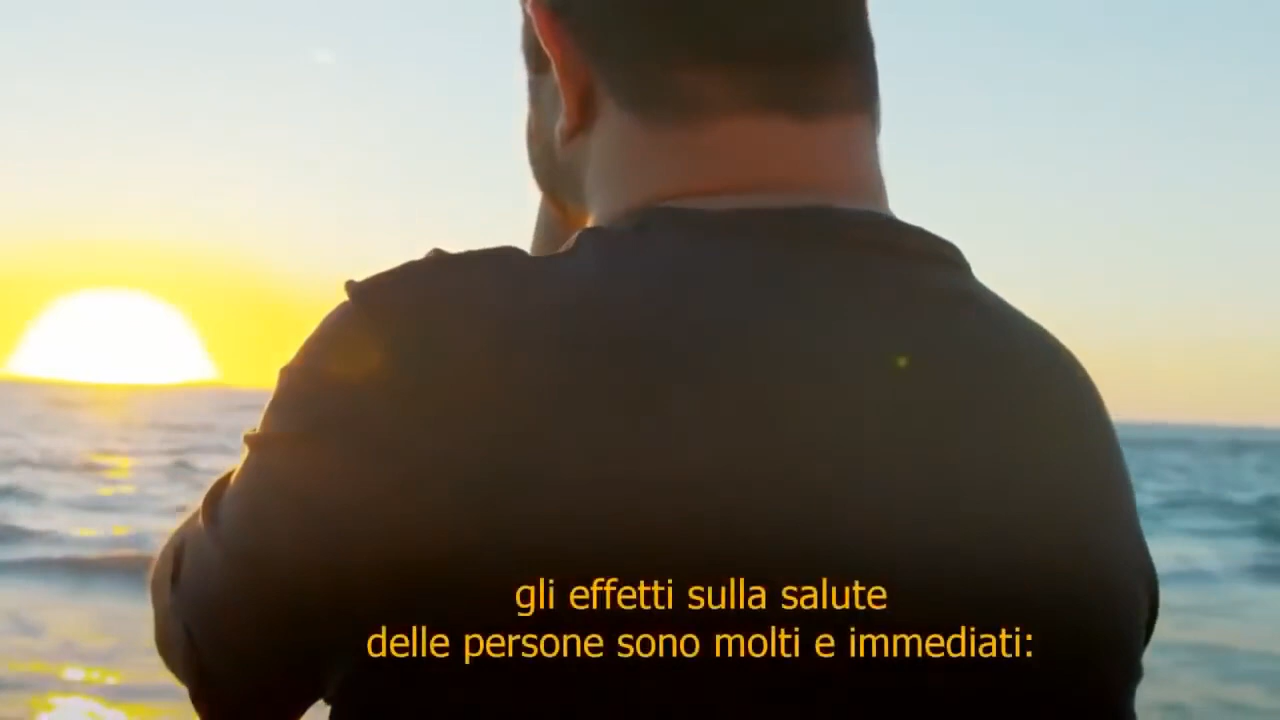 gli effetti sulla salute
delle persone sono molti e immediati: